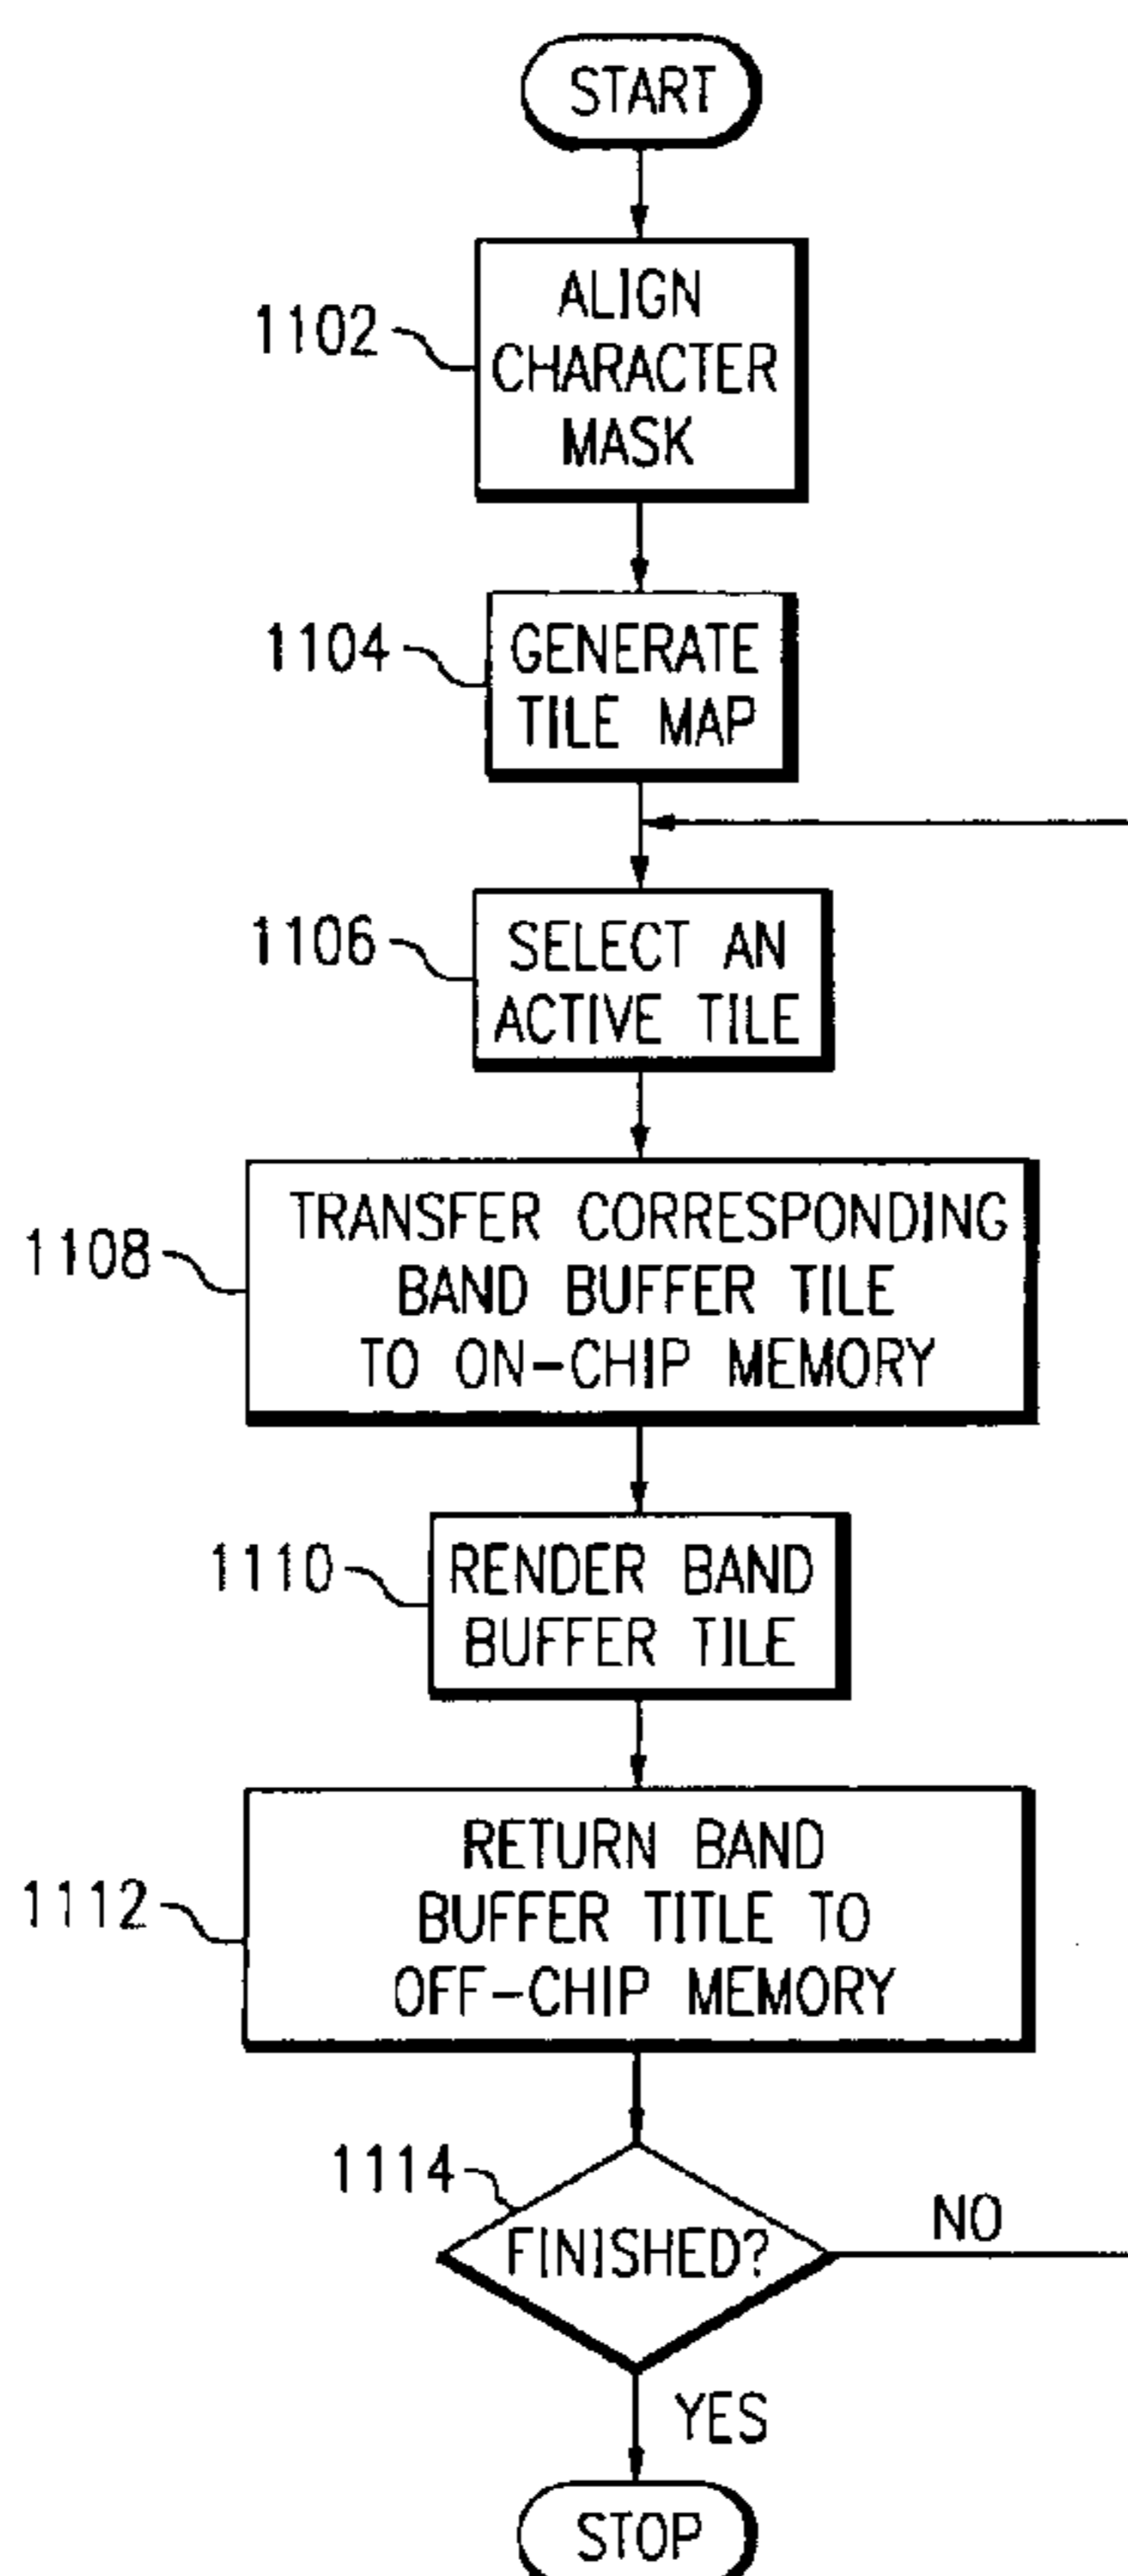 START
1102
ALIGN
CHARACTER
MASK
1104
GENERATE
TILE MAP
1106
SELECT AN
ACTIVE TILE
1108
TRANSFER CORRESPONDING
BAND BUFFER TILE
TO ON-CHIP MEMORY
1110
RENDER BAND
BUFFER TILE
1112
RETURN BAND
BUFFER TITLE TO
OFF-CHIP MEMORY
1114
FINISHED?
NO
YES
STOP